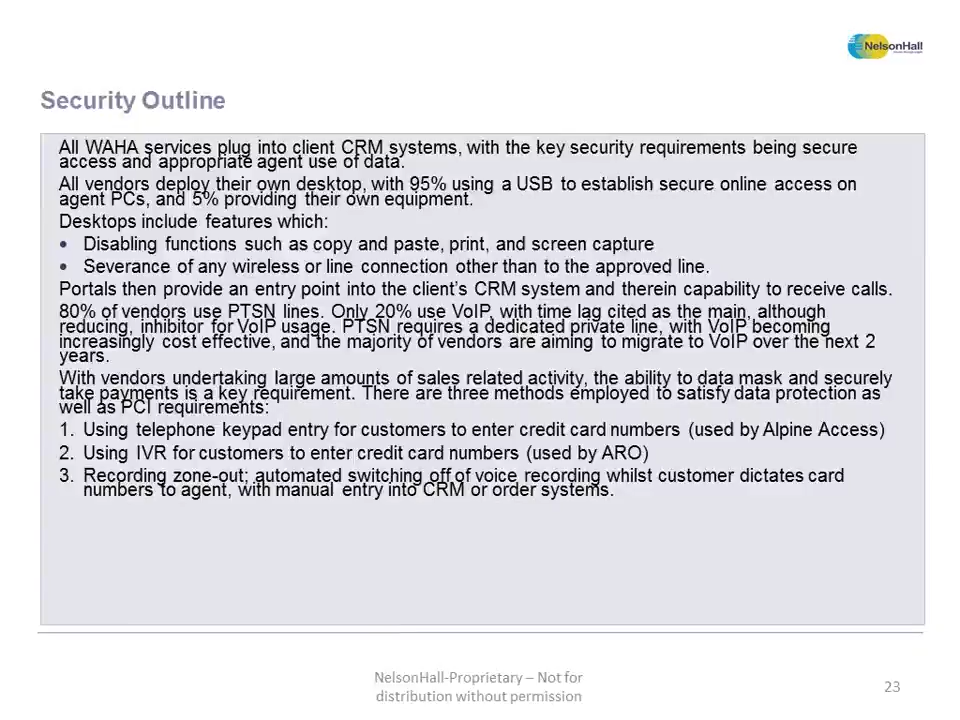 NelsonHall
Security Outline
All WAHA services plug into client CRM systems, with the key security requirements being secure
access and appropriate agent use of data.
All vendors deploy their own desktop, with 95% using a USB to establish secure online access on
agent PCs, and 5% providing their own equipment.
Desktops include features which:
• Disabling functions such as copy and paste, print, and screen capture
• Severance of any wireless or line connection other than to the approved line.
Portals then provide an entry point into the client's CRM system and therein capability to receive calls.
80% of vendors use PTSN lines. Only 20% use VoIP, with time lag cited as the main, although
reducing, inhibitor for VoIP usage. PTSN requires a dedicated private line, with VoIP becoming
increasingly cost effective, and the majority of vendors are aiming to migrate to VoIP over the next 2
years.
With vendors undertaking large amounts of sales related activity, the ability to data mask and securely
take payments is a key requirement. There are three methods employed to satisfy data protection as
well as PCI requirements:
1. Using telephone keypad entry for customers to enter credit card numbers (used by Alpine Access)
2. Using IVR for customers to enter credit card numbers (used by ARO)
3. Recording zone-out; automated switching off of voice recording whilst customer dictates card
numbers to agent, with manual entry into CRM or order systems.
NelsonHall-Proprietary – Not for
distribution without permission
23